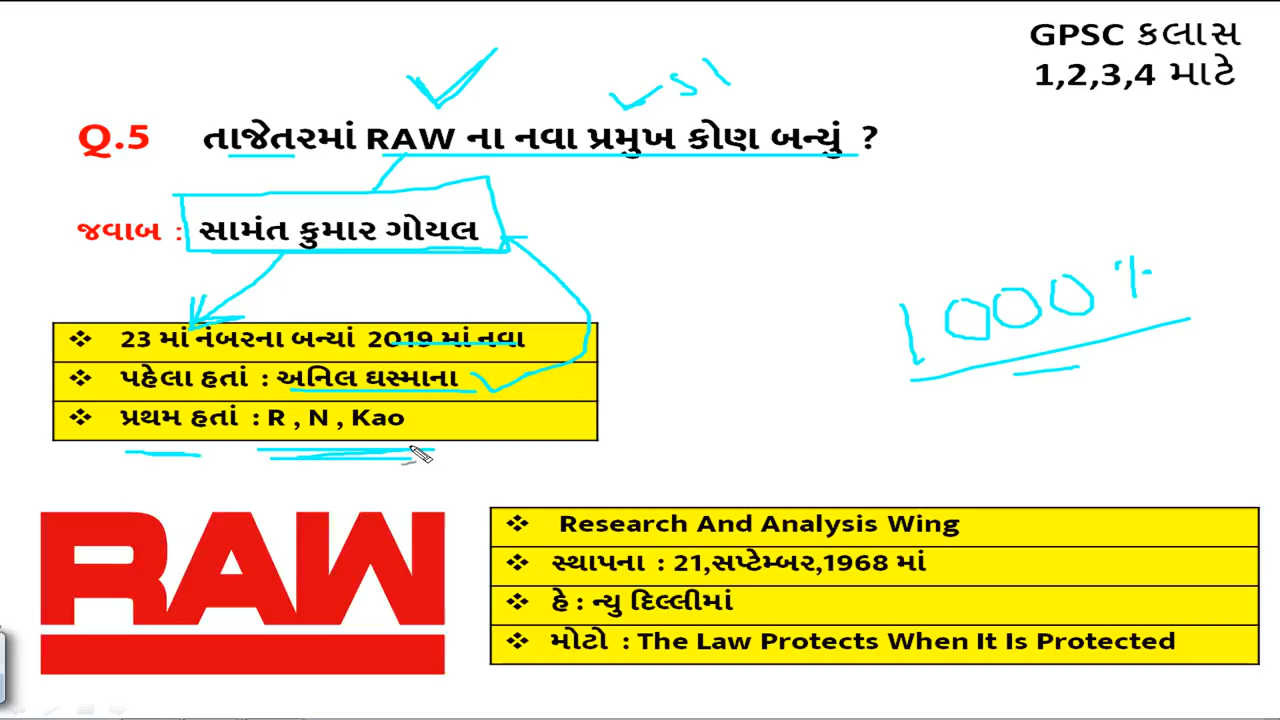 GPSC કલાસ
1,2,3,4 માટે
Q.5 તાજેતરમાં RAW ના નવા પ્રમુખ કોણ બન્યું ?
જવાબ : સામંત કુમાર ગોયલ
1000 %
❖ 23 માં નંબરના બન્યાં 2019 માં નવા
❖ પહેલા હતાં : અનિલ ઘસ્માના
❖ પ્રથમ હતાં : R , N , Kao
RAW
❖ Research And Analysis Wing
❖ સ્થાપના : 21,સપ્ટેમ્બર,1968 માં
❖ હે : ન્યુ દિલ્લીમાં
❖ મોટો : The Law Protects When It Is Protected